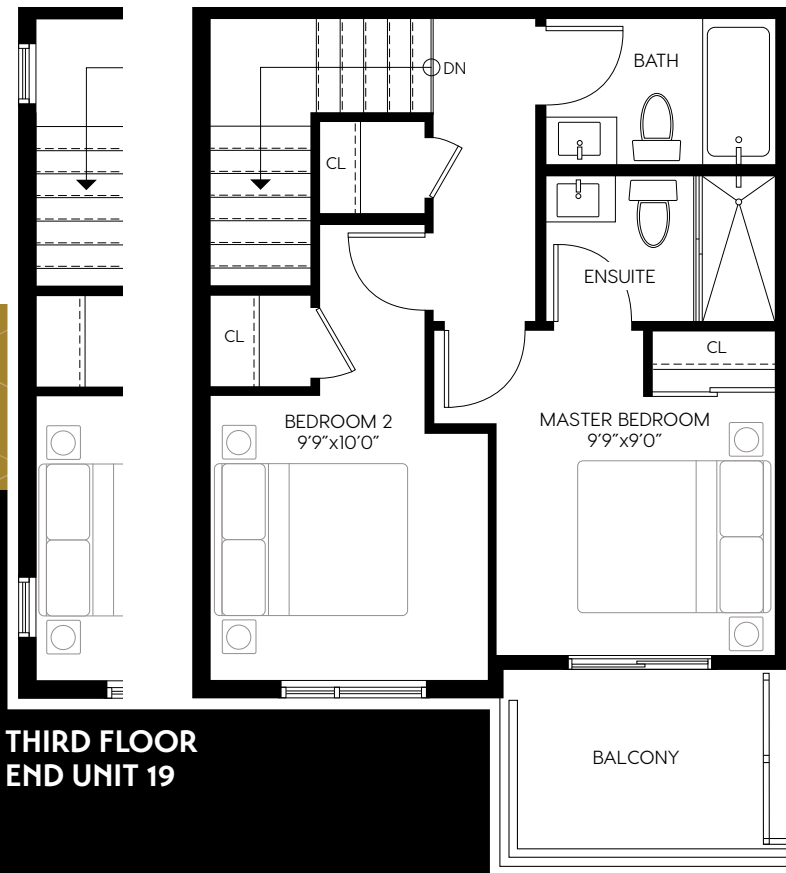 DN
BATH
CL
ENSUITE
CL
CL
BEDROOM 2
9'9"x10'0"
MASTER BEDROOM
9'9"x9'0"
BALCONY
THIRD FLOOR
END UNIT 19